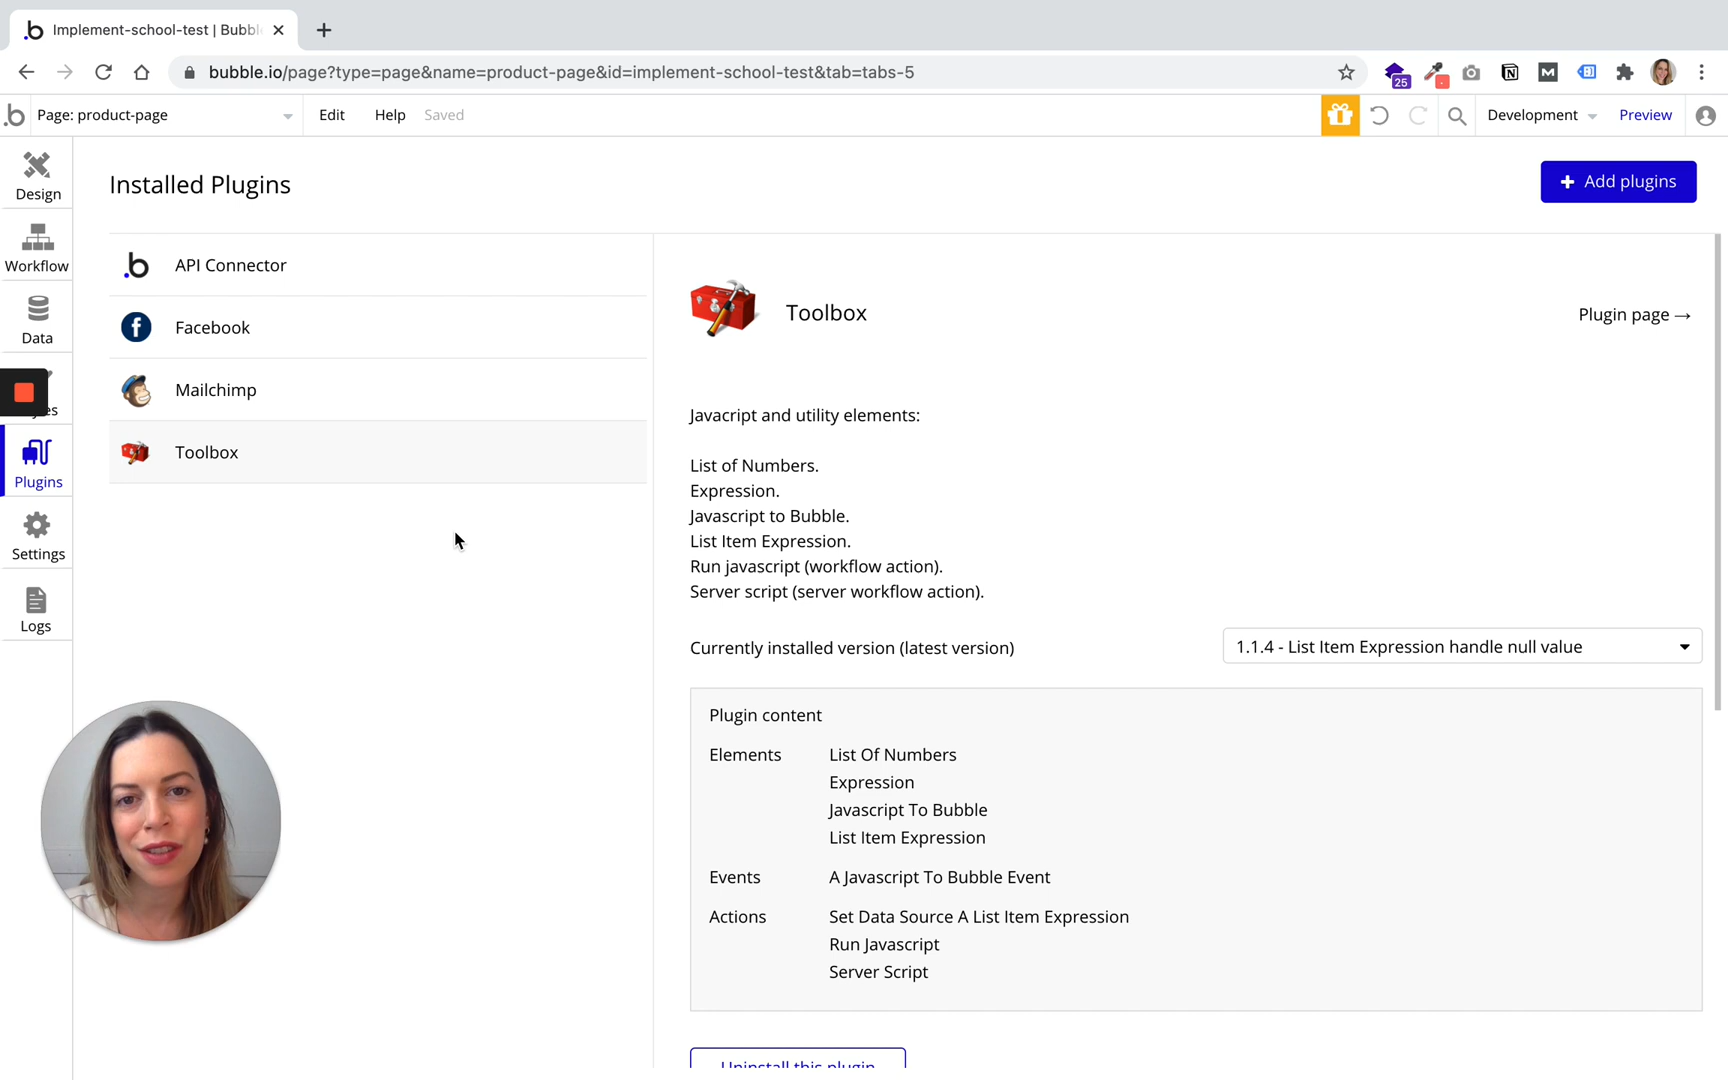 Implement-school-test | Bubbl
25
bubble.io/page?type=page&name=product-page&id=implement-school-test&tab=tabs-5
Page: product-page
Edit
Help
Saved
Development
Preview
Design
Workflow
Data
es
Plugins
Settings
Logs
Installed Plugins
+ Add plugins
API Connector
Facebook
Mailchimp
Toolbox
Toolbox
Plugin page →
Javacript and utility elements:
List of Numbers.
Expression.
Javascript to Bubble.
List Item Expression.
Run javascript (workflow action).
Server script (server workflow action).
Currently installed version (latest version)
1.1.4 - List Item Expression handle null value
Plugin content
Elements
List Of Numbers
Expression
Javascript To Bubble
List Item Expression
Events
A Javascript To Bubble Event
Actions
Set Data Source A List Item Expression
Run Javascript
Server Script
Uninstall this plugin